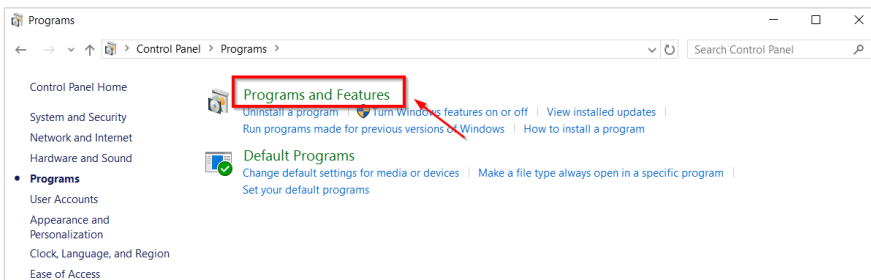 Programs
Control Panel > Programs >
Search Control Panel
Control Panel Home
System and Security
Network and Internet
Hardware and Sound
Programs
User Accounts
Appearance and
Personalization
Clock, Language, and Region
Ease of Access
Programs and Features
Uninstall a program
Turn Windows features on or off
View installed updates
Run programs made for previous versions of Windows
How to install a program
Default Programs
Change default settings for media or devices
Make a file type always open in a specific program
Set your default programs